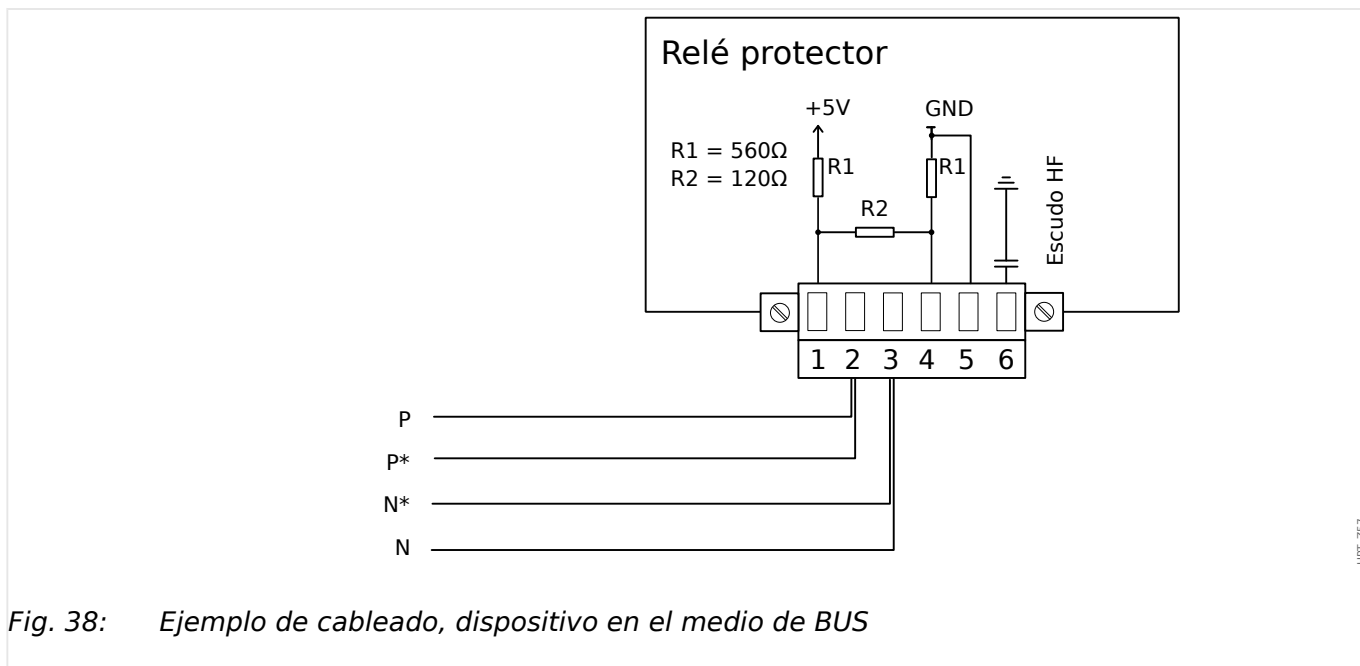 Relé protector
+5V
GND
R1 = 560Ω
R2 = 120Ω
R1
R1
R2
Escudo HF
1 2 3 4 5 6
P
P*
N*
N
Fig. 38: Ejemplo de cableado, dispositivo en el medio de BUS